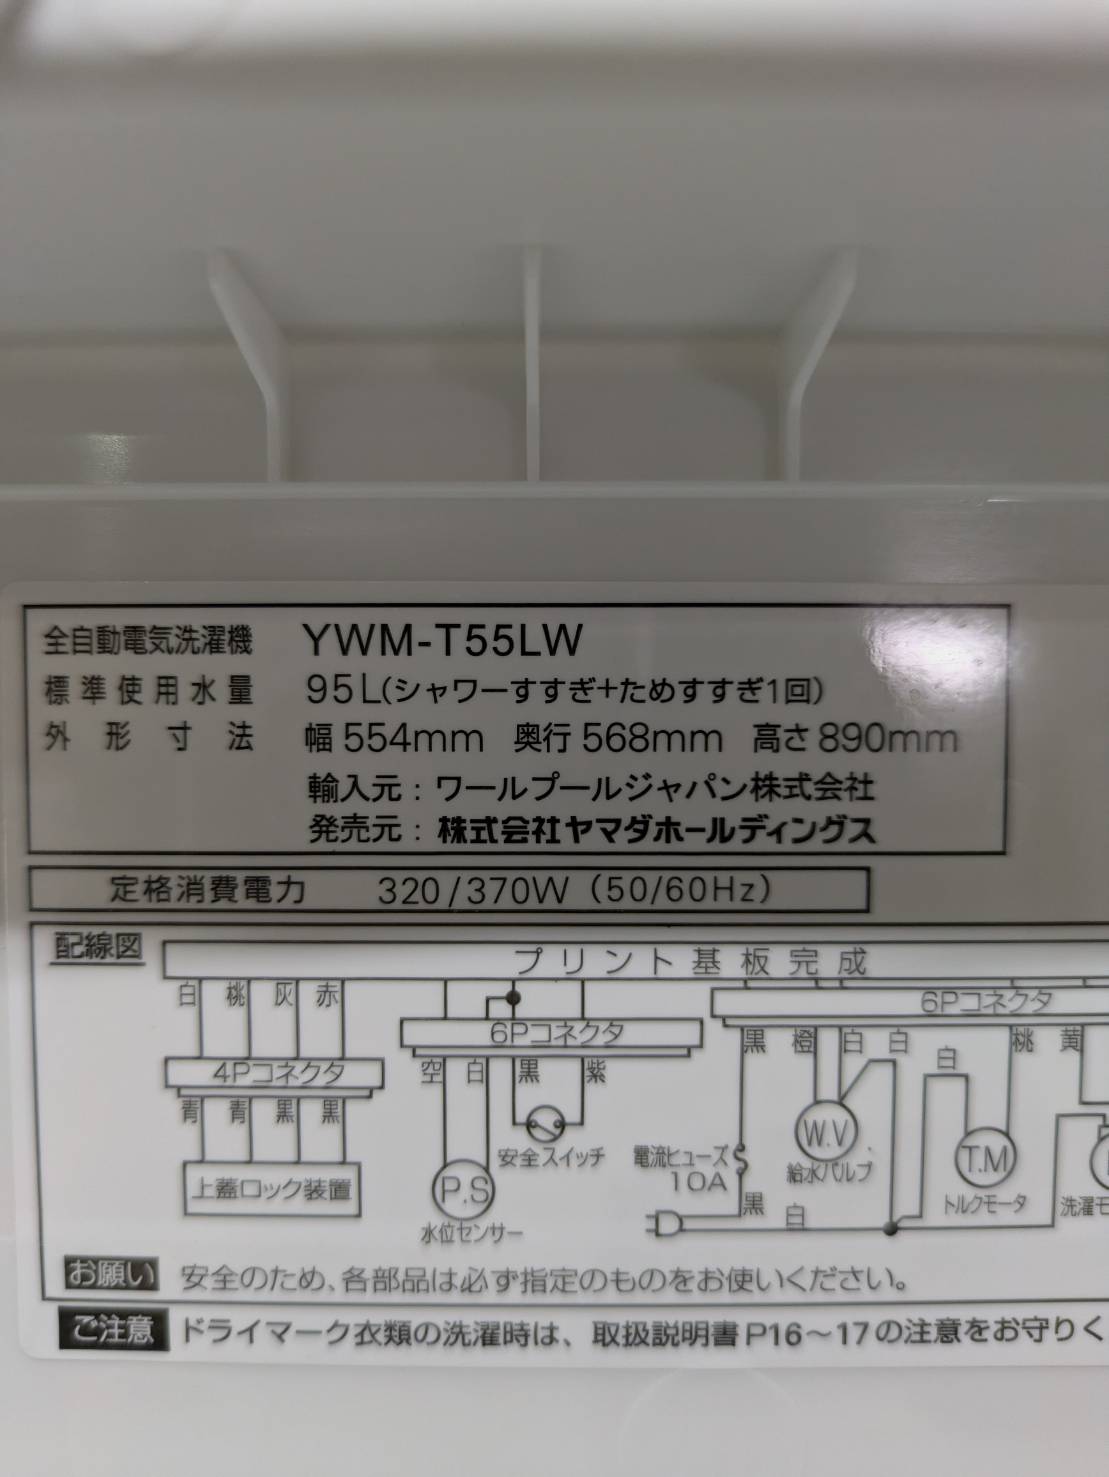 全自動電気洗濯機 YWM-T55LW
標準使用水量 95L(シャワーすすぎ+ためすすぎ1回)
外形寸法 幅554mm 奥行568mm 高さ890mm
輸入元：ワールプールジャパン株式会社
発売元：株式会社ヤマダホールディングス
定格消費電力 320/370W（50/60Hz）
配線図
プリント基板完成
白 桃 灰 赤
6Pコネクタ
6Pコネクタ
4Pコネクタ
空 白 黒 紫
黒 橙 白 白 白 桃 黄
青 青 黒 黒
上蓋ロック装置
P.S
水位センサー
安全スイッチ
電流ヒューズ
10A
W.V
給水バルブ
T.M
トルクモータ
洗濯モ
黒 白
お願い 安全のため、各部品は必ず指定のものをお使いください。
ご注意 ドライマーク衣類の洗濯時は、取扱説明書P16～17の注意をお守りく